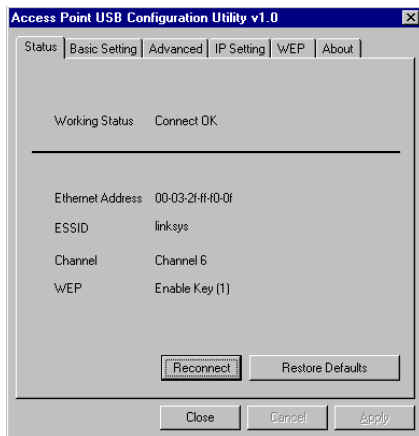 Access Point USB Configuration Utility v1.0
Status Basic Setting Advanced IP Setting WEP About
Working Status Connect OK
Ethernet Address 00-03-2f-ff-f0-0f
ESSID linksys
Channel Channel 6
WEP Enable Key (1)
Reconnect Restore Defaults
Close Cancel Apply